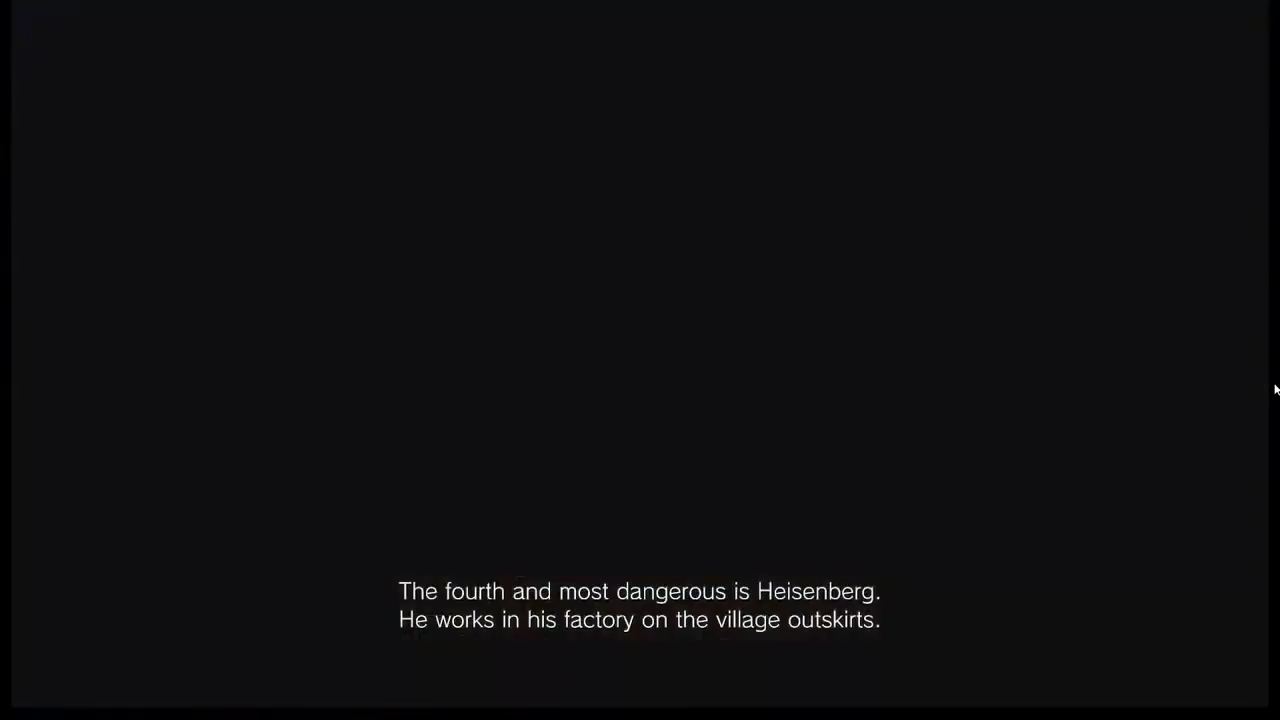 The fourth and most dangerous is Heisenberg.
He works in his factory on the village outskirts.